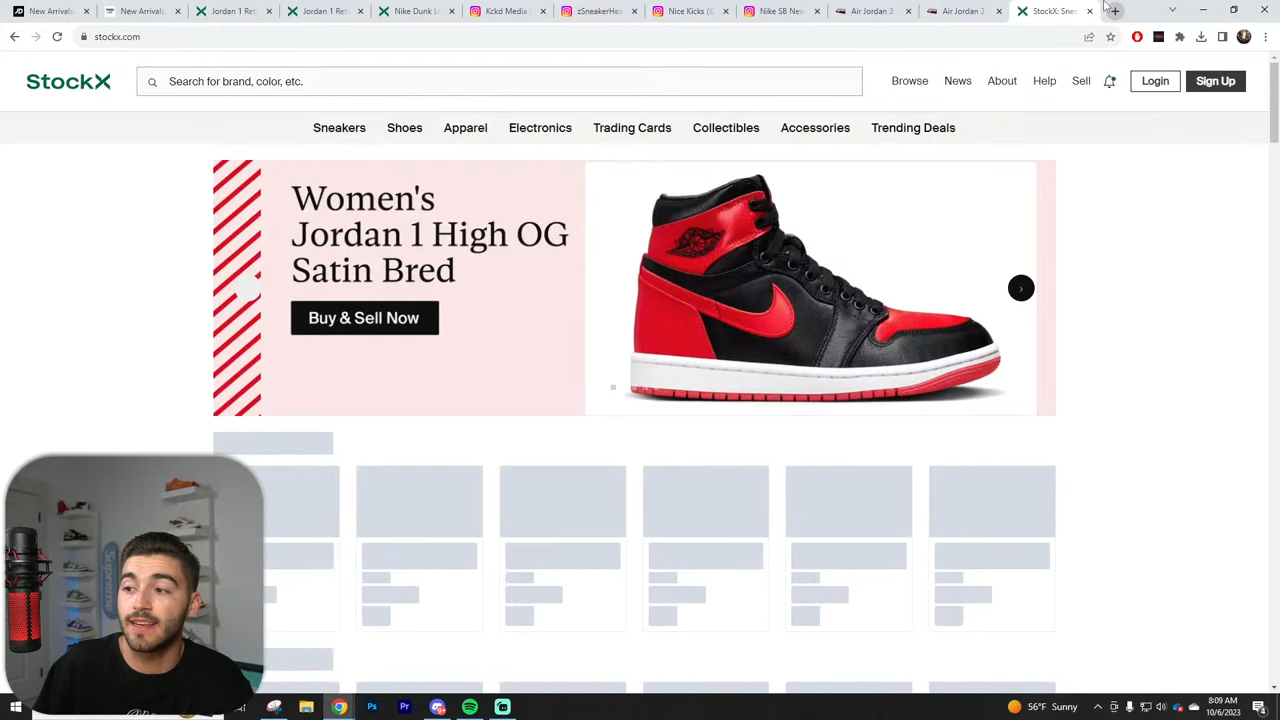 New Arrivals
New Arrivals
Jordan 1 Ret
Jordan 1 Ret
Nike Dunk L
Kckd Media
zSneakerHe
Nice Kicks (@
Nike SB New
Air Jordan 3
Air Jordan 3
StockX: Snea
stockx.com
StockX
Search for brand, color, etc.
Browse
News
About
Help
Sell
Login
Sign Up
Sneakers
Shoes
Apparel
Electronics
Trading Cards
Collectibles
Accessories
Trending Deals
Women's
Jordan 1 High OG
Satin Bred
Buy & Sell Now
Supreme
56°F Sunny
8:09 AM
10/6/2023